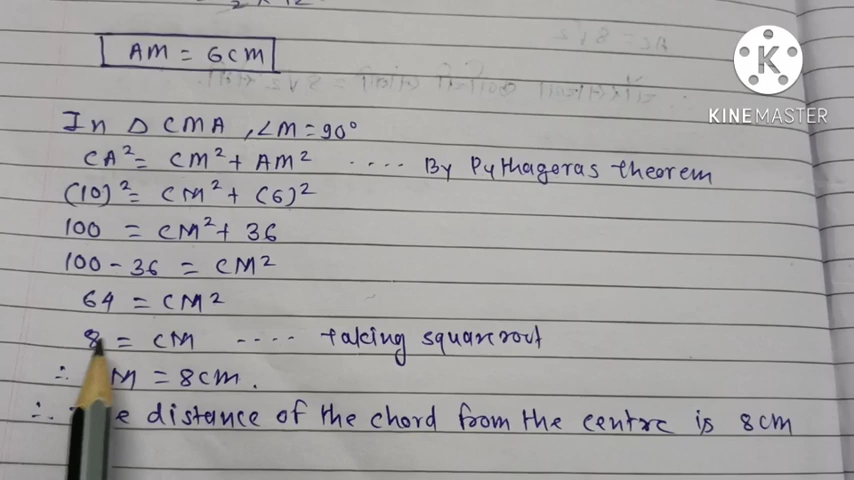 AM = 6cm
K
KINEMASTER
In △ CMA, ∠M = 90°
CA² = CM² + AM² .... By Pythageras theorem
(10)² = CM² + (6)²
100 = CM² + 36
100 - 36 = CM²
64 = CM²
8 = CM .... taking squareroot
∴ M = 8cm.
∴ e distance of the chord from the centre is 8cm